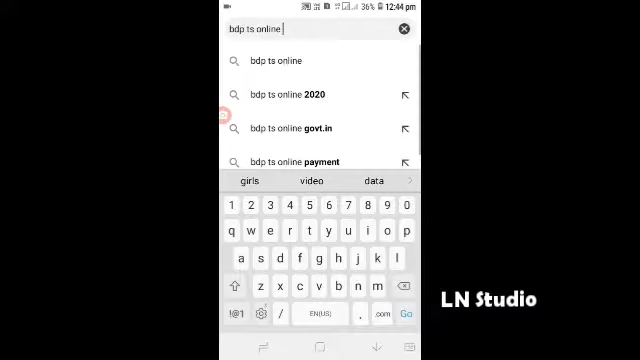 36% 12:44 pm
bdp ts online
bdp ts online
bdp ts online 2020
bdp ts online govt.in
bdp ts online payment
girls video data
1 2 3 4 5 6 7 8 9 0
q w e r t y u i o p
a s d f g h j k l
z x c v b n m
!@1 / EN(US) . .com Go
LN Studio